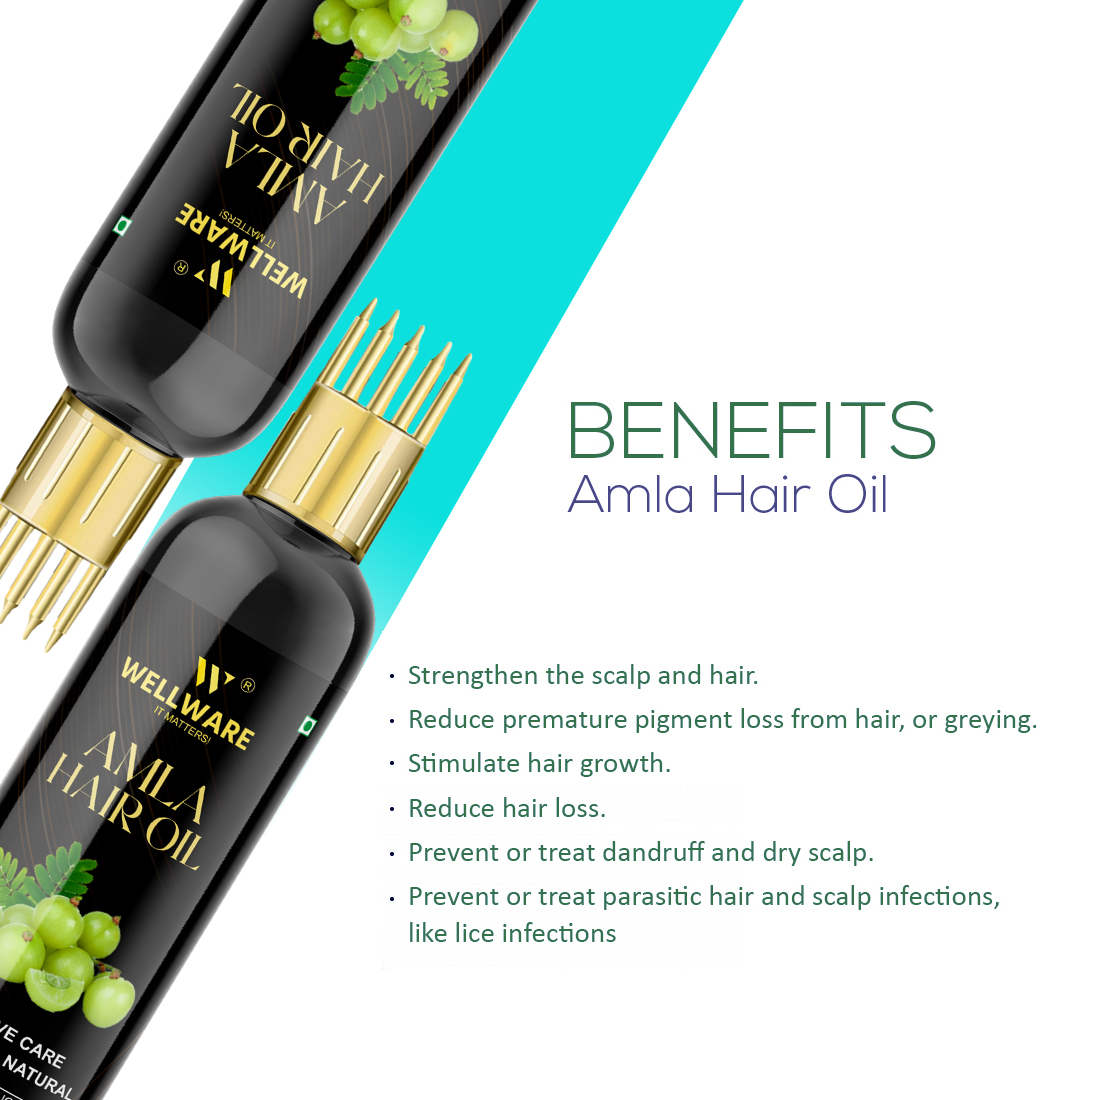 AMLA
HAIR OIL
WELLWARE
IT MATTERS!
W®
BENEFITS
Amla Hair Oil
W®
WELLWARE
IT MATTERS!
AMLA
HAIR OIL
· Strengthen the scalp and hair.
· Reduce premature pigment loss from hair, or greying.
· Stimulate hair growth.
· Reduce hair loss.
· Prevent or treat dandruff and dry scalp.
· Prevent or treat parasitic hair and scalp infections,
like lice infections
CARE
NATURAL